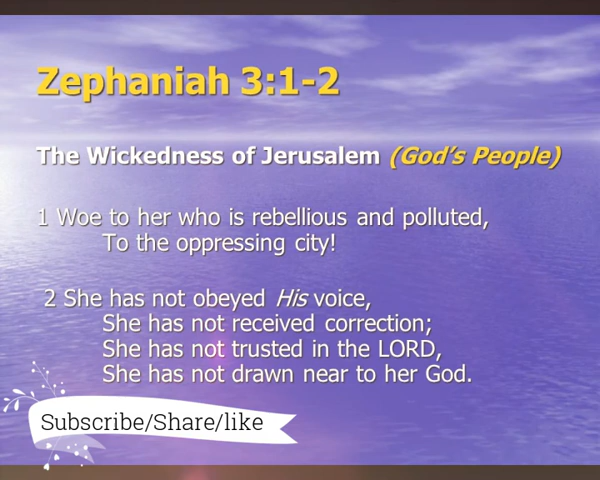 Zephaniah 3:1-2
The Wickedness of Jerusalem (God's People)
1 Woe to her who is rebellious and polluted,
To the oppressing city!
2 She has not obeyed His voice,
She has not received correction;
She has not trusted in the LORD,
She has not drawn near to her God.
Subscribe/Share/like